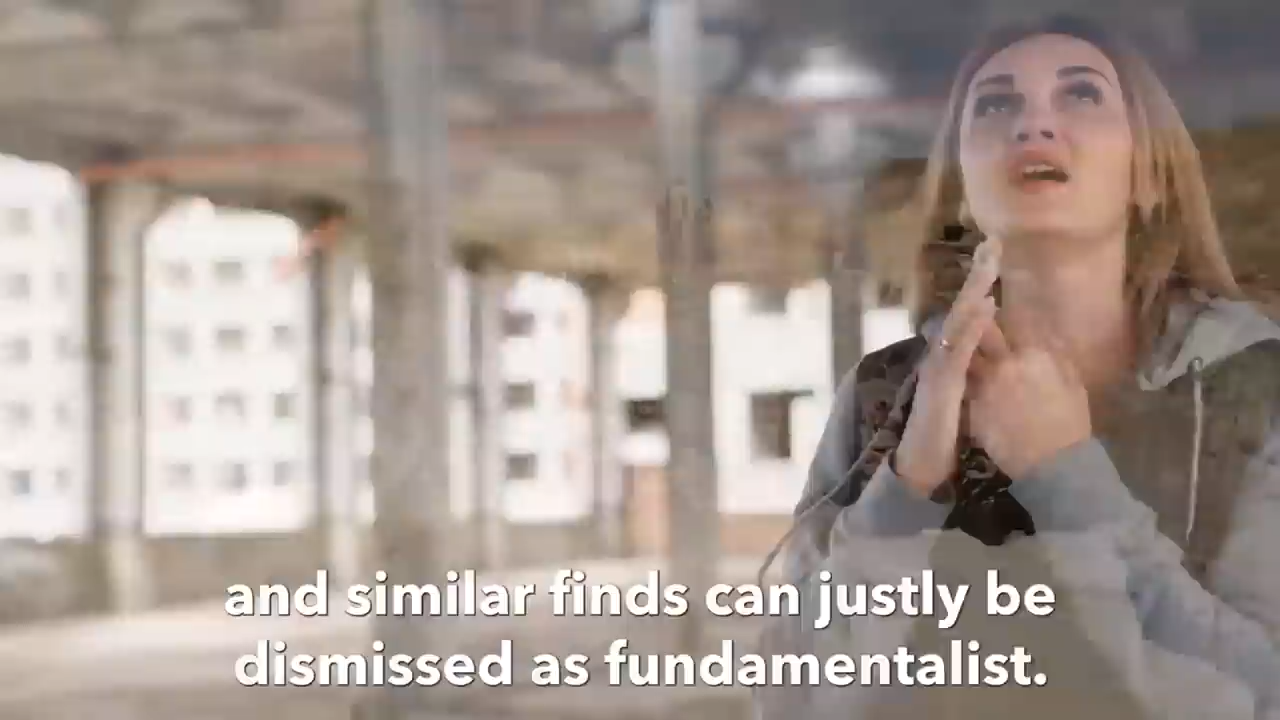 and similar finds can justly be
dismissed as fundamentalist.